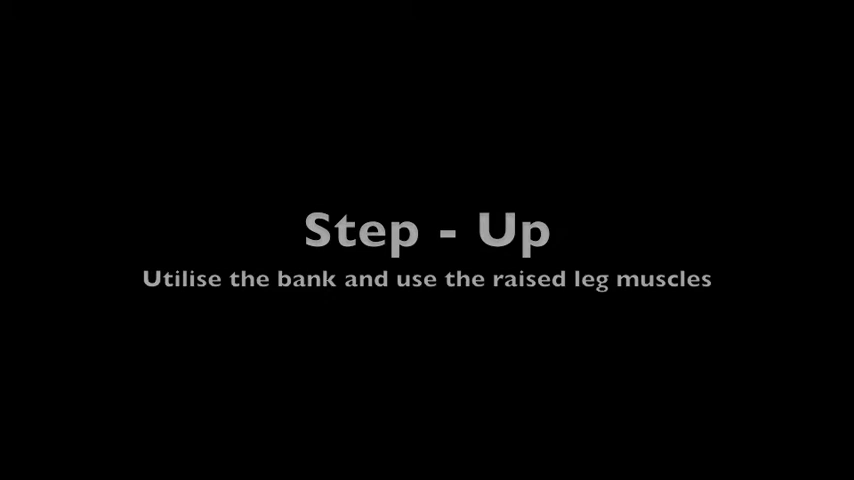 Step - Up
Utilise the bank and use the raised leg muscles